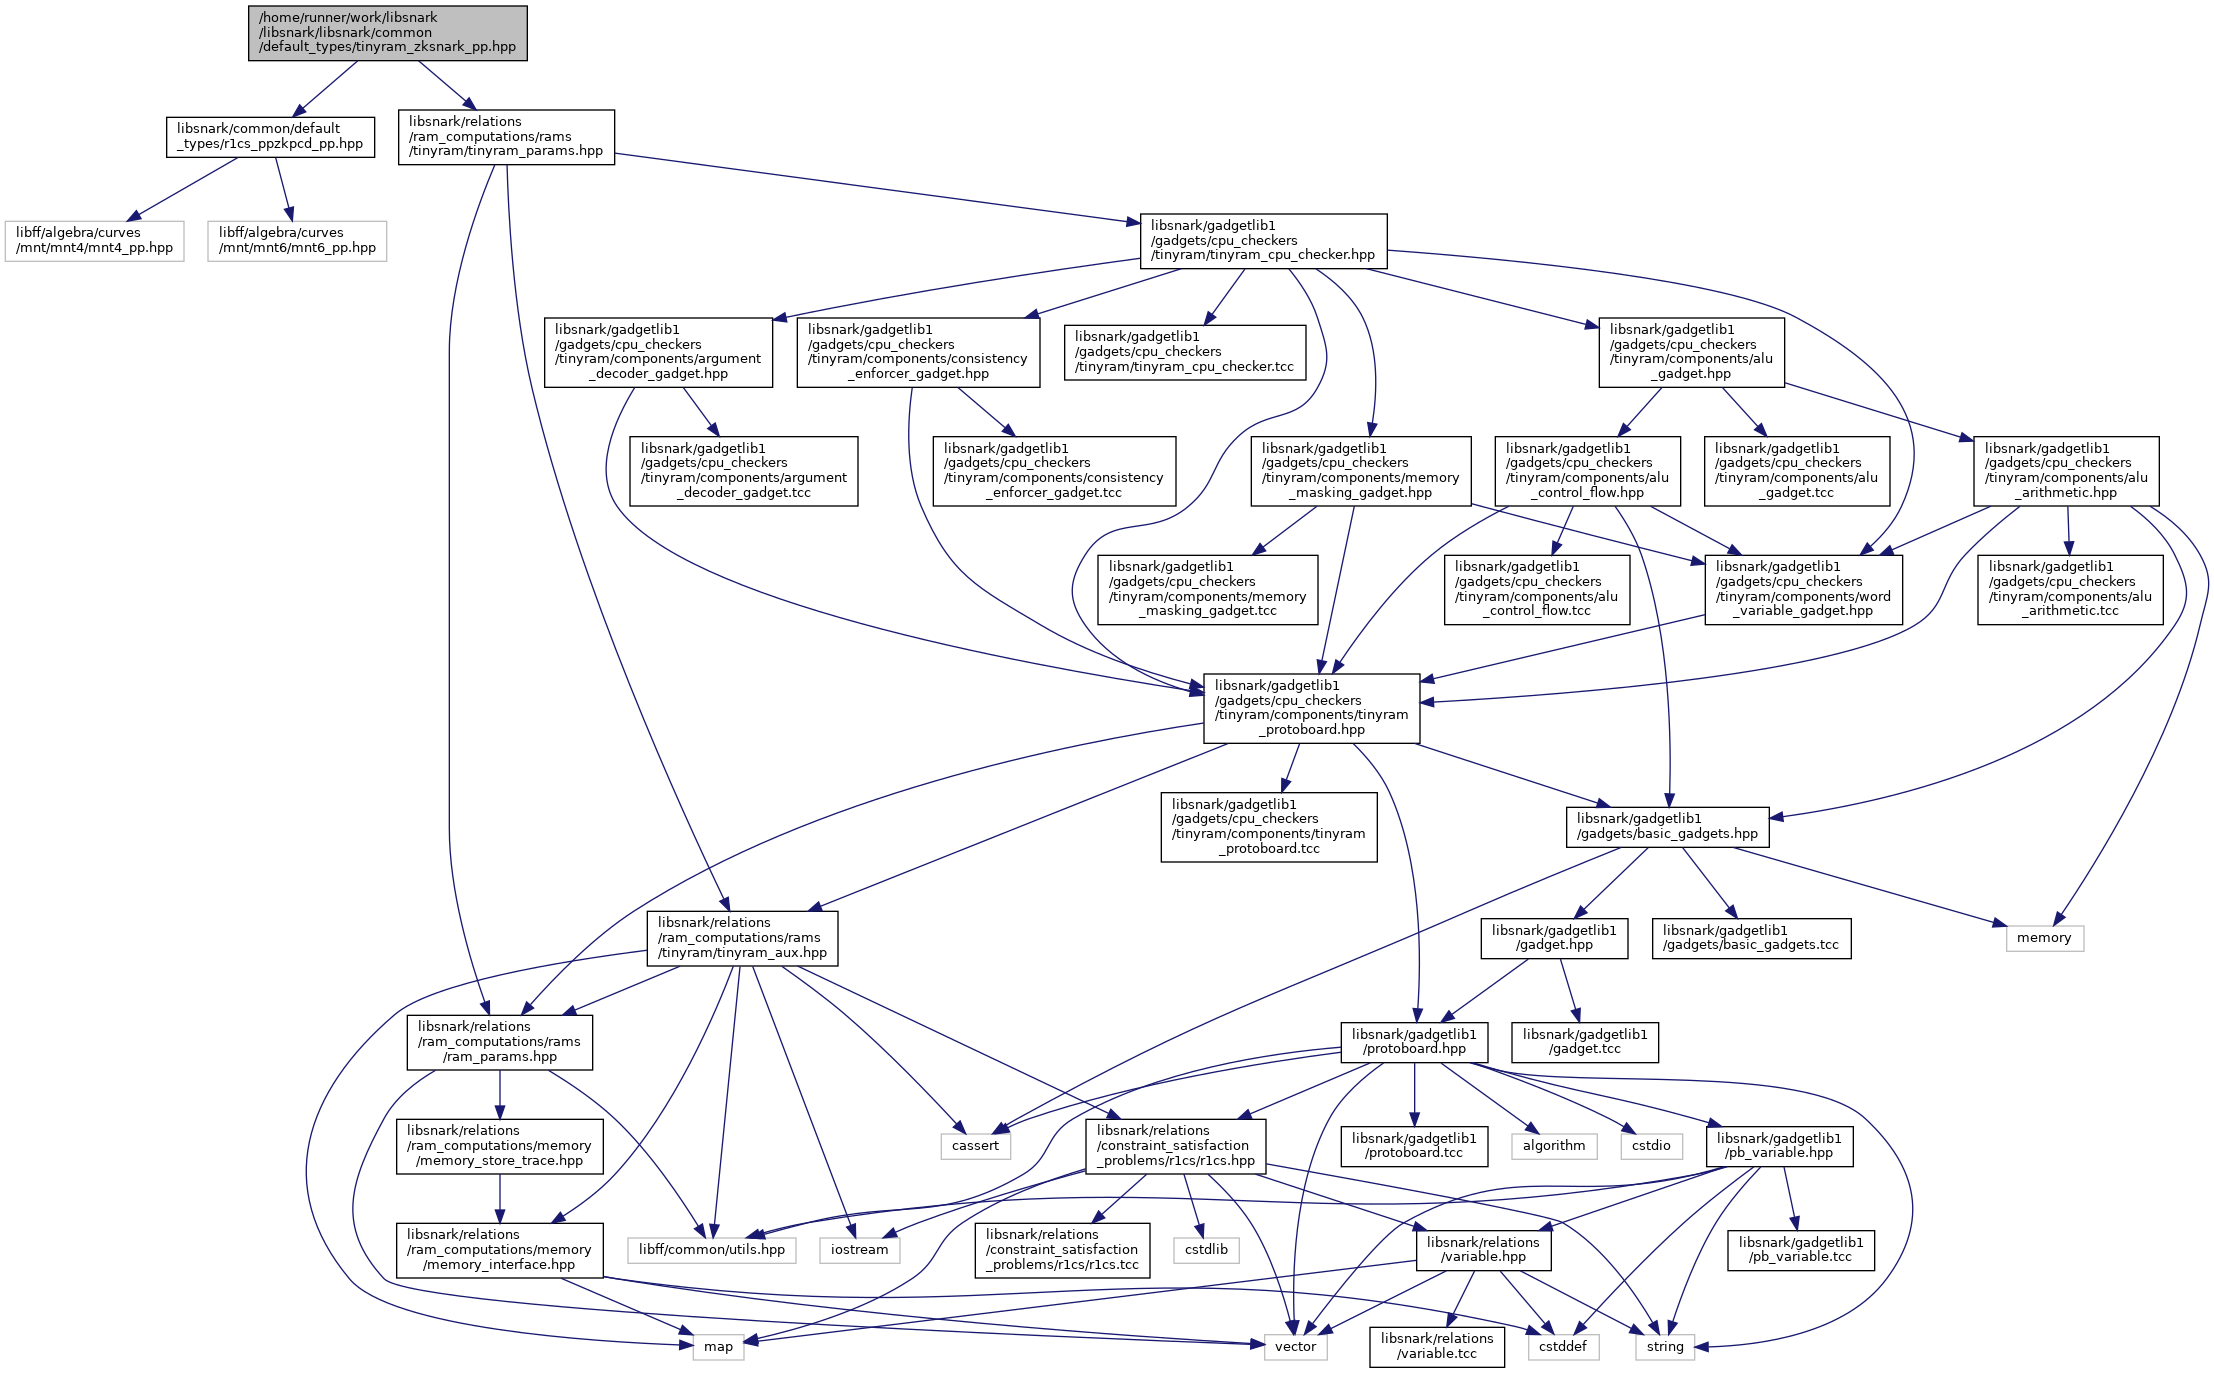 /home/runner/work/libsnark
/libsnark/libsnark/common
/default_types/tinyram_zksnark_pp.hpp
libsnark/common/default
_types/r1cs_ppzkpcd_pp.hpp
libsnark/relations
/ram_computations/rams
/tinyram/tinyram_params.hpp
libff/algebra/curves
/mnt/mnt4/mnt4_pp.hpp
libff/algebra/curves
/mnt/mnt6/mnt6_pp.hpp
libsnark/gadgetlib1
/gadgets/cpu_checkers
/tinyram/tinyram_cpu_checker.hpp
libsnark/gadgetlib1
/gadgets/cpu_checkers
/tinyram/components/argument
_decoder_gadget.hpp
libsnark/gadgetlib1
/gadgets/cpu_checkers
/tinyram/components/consistency
_enforcer_gadget.hpp
libsnark/gadgetlib1
/gadgets/cpu_checkers
/tinyram/tinyram_cpu_checker.tcc
libsnark/gadgetlib1
/gadgets/cpu_checkers
/tinyram/components/alu
_gadget.hpp
libsnark/gadgetlib1
/gadgets/cpu_checkers
/tinyram/components/argument
_decoder_gadget.tcc
libsnark/gadgetlib1
/gadgets/cpu_checkers
/tinyram/components/consistency
_enforcer_gadget.tcc
libsnark/gadgetlib1
/gadgets/cpu_checkers
/tinyram/components/memory
_masking_gadget.hpp
libsnark/gadgetlib1
/gadgets/cpu_checkers
/tinyram/components/alu
_control_flow.hpp
libsnark/gadgetlib1
/gadgets/cpu_checkers
/tinyram/components/alu
_gadget.tcc
libsnark/gadgetlib1
/gadgets/cpu_checkers
/tinyram/components/alu
_arithmetic.hpp
libsnark/gadgetlib1
/gadgets/cpu_checkers
/tinyram/components/memory
_masking_gadget.tcc
libsnark/gadgetlib1
/gadgets/cpu_checkers
/tinyram/components/alu
_control_flow.tcc
libsnark/gadgetlib1
/gadgets/cpu_checkers
/tinyram/components/word
_variable_gadget.hpp
libsnark/gadgetlib1
/gadgets/cpu_checkers
/tinyram/components/alu
_arithmetic.tcc
libsnark/gadgetlib1
/gadgets/cpu_checkers
/tinyram/components/tinyram
_protoboard.hpp
libsnark/gadgetlib1
/gadgets/cpu_checkers
/tinyram/components/tinyram
_protoboard.tcc
libsnark/gadgetlib1
/gadgets/basic_gadgets.hpp
libsnark/relations
/ram_computations/rams
/tinyram/tinyram_aux.hpp
libsnark/gadgetlib1
/gadget.hpp
libsnark/gadgetlib1
/gadgets/basic_gadgets.tcc
memory
libsnark/relations
/ram_computations/rams
/ram_params.hpp
libsnark/gadgetlib1
/protoboard.hpp
libsnark/gadgetlib1
/gadget.tcc
libsnark/relations
/ram_computations/memory
/memory_store_trace.hpp
cassert
libsnark/relations
/constraint_satisfaction
_problems/r1cs/r1cs.hpp
libsnark/gadgetlib1
/protoboard.tcc
algorithm
cstdio
libsnark/gadgetlib1
/pb_variable.hpp
libsnark/relations
/ram_computations/memory
/memory_interface.hpp
libff/common/utils.hpp
iostream
libsnark/relations
/constraint_satisfaction
_problems/r1cs/r1cs.tcc
cstdlib
libsnark/relations
/variable.hpp
libsnark/gadgetlib1
/pb_variable.tcc
map
vector
libsnark/relations
/variable.tcc
cstddef
string